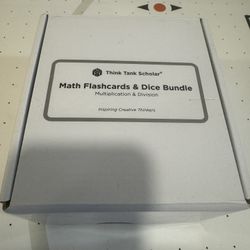 Think Tank Scholar®
Math Flashcards & Dice Bundle
Multiplication & Division
Inspiring Creative Thinkers